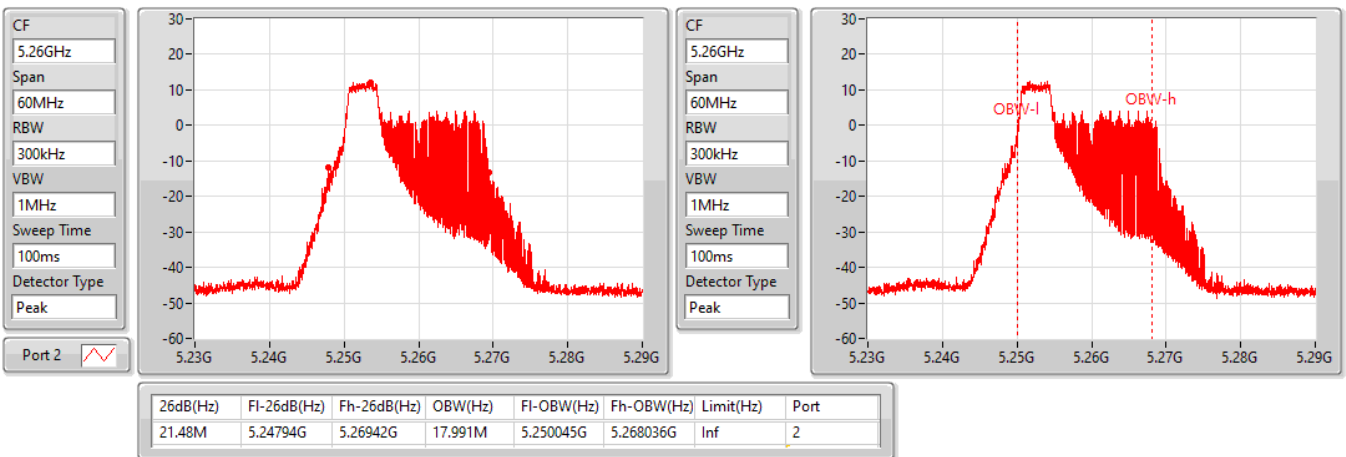 CF
5.26GHz
Span
60MHz
RBW
300kHz
VBW
1MHz
Sweep Time
100ms
Detector Type
Peak
Port 2
30
20
10
0
-10
-20
-30
-40
-50
-60
5.23G 5.24G 5.25G 5.26G 5.27G 5.28G 5.29G
CF
5.26GHz
Span
60MHz
RBW
300kHz
VBW
1MHz
Sweep Time
100ms
Detector Type
Peak
30
20
10
0
-10
-20
-30
-40
-50
-60
OBW-l
OBW-h
5.23G 5.24G 5.25G 5.26G 5.27G 5.28G 5.29G
26dB(Hz) Fl-26dB(Hz) Fh-26dB(Hz) OBW(Hz) Fl-OBW(Hz) Fh-OBW(Hz) Limit(Hz) Port
21.48M 5.24794G 5.26942G 17.991M 5.250045G 5.268036G Inf 2